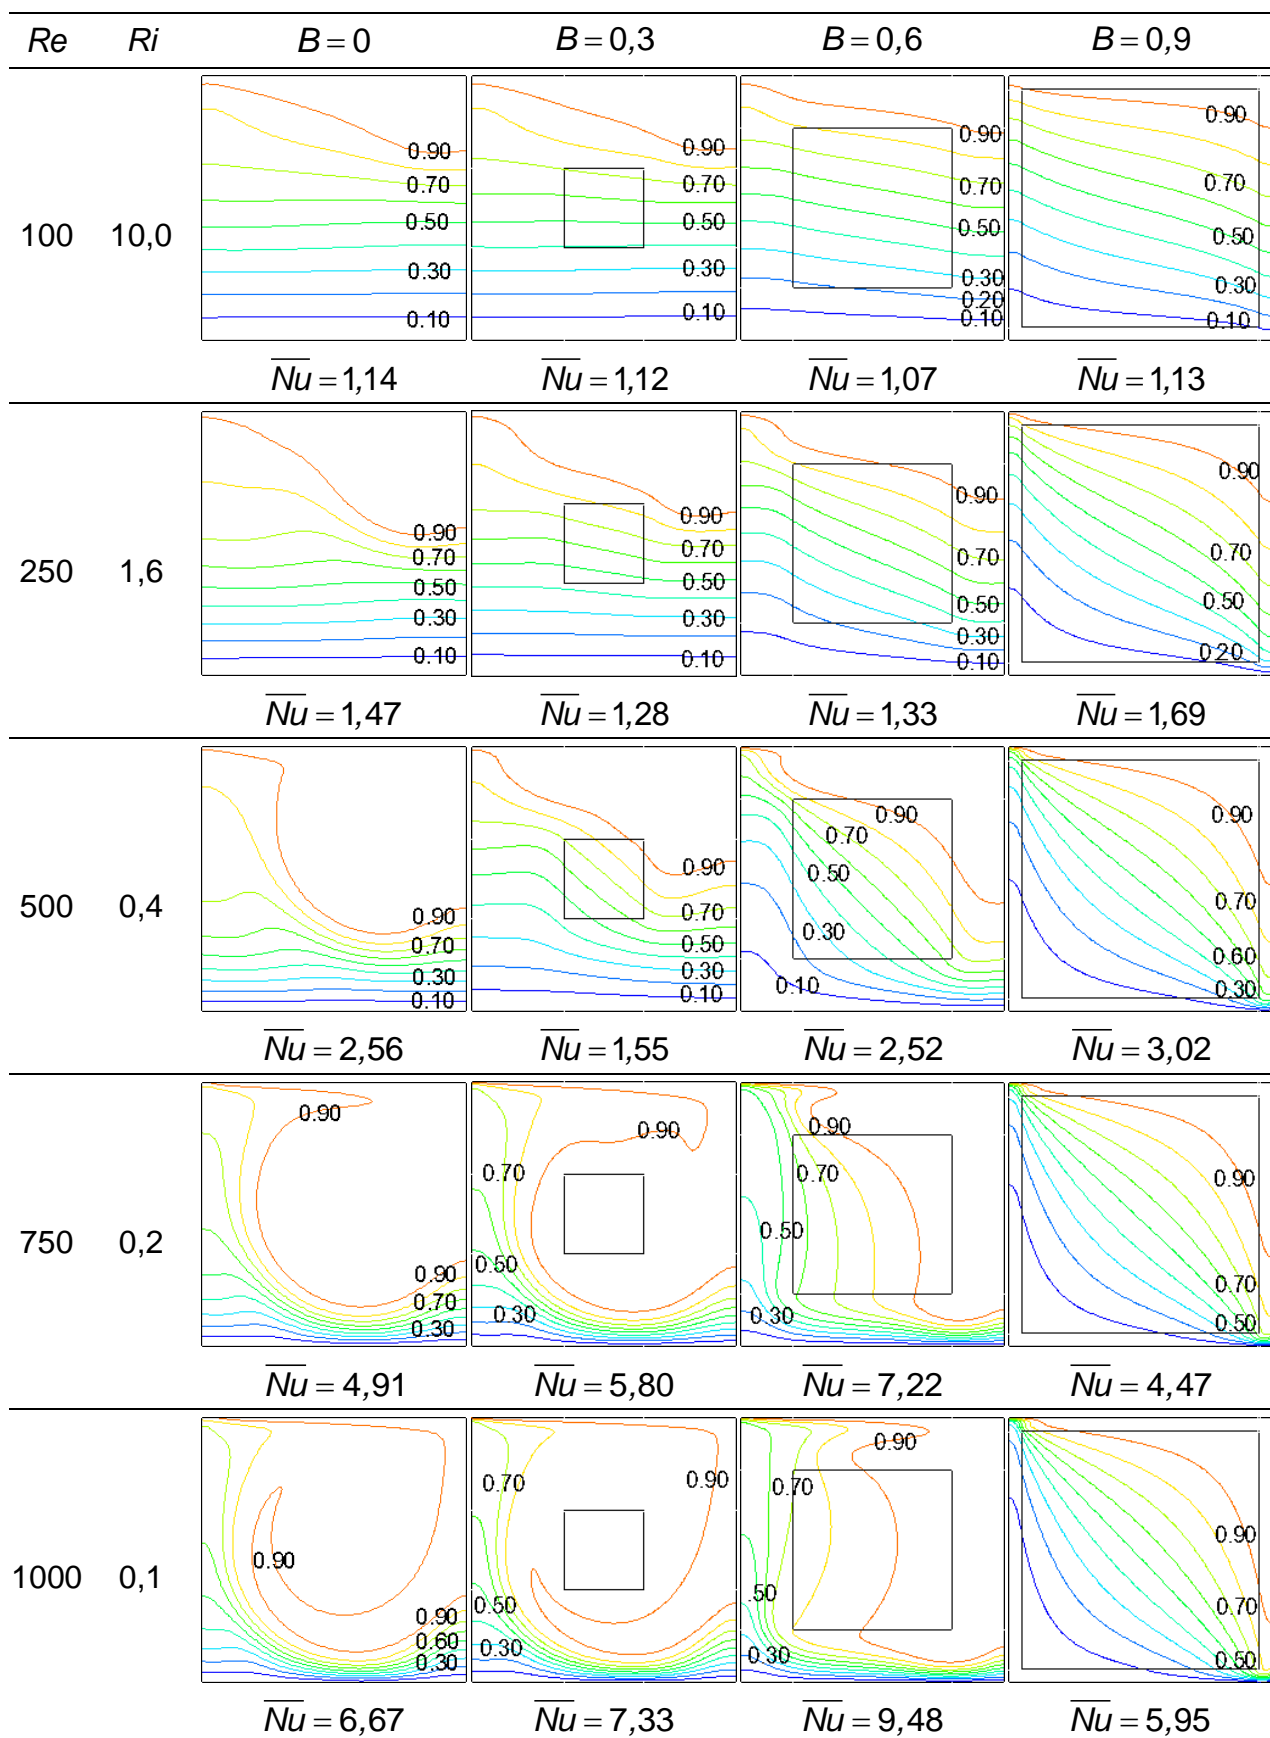 Re Ri B = 0 B = 0,3 B = 0,6 B = 0,9
0.90 0.90 0.90 0.90
0.70 0.70 0.70 0.70
100 10,0 0.50 0.50 0.50 0.50
0.30 0.30 0.30 0.30
0.20
0.10 0.10 0.10 0.10
Nu = 1,14 Nu = 1,12 Nu = 1,07 Nu = 1,13
0.90 0.90 0.90 0.90
0.70 0.70 0.70 0.70
250 1,6 0.50 0.50 0.50 0.50
0.30 0.30 0.30 0.20
0.10 0.10 0.10
Nu = 1,47 Nu = 1,28 Nu = 1,33 Nu = 1,69
0.90 0.90 0.90 0.90
0.70 0.70 0.70 0.70
500 0,4 0.50 0.50 0.60
0.30 0.30 0.30 0.30
0.10 0.10 0.10
Nu = 2,56 Nu = 1,55 Nu = 2,52 Nu = 3,02
0.90 0.90 0.90
0.70 0.70 0.90
750 0,2 0.50 0.50
0.90 0.70
0.70 0.30 0.30 0.50
0.30
Nu = 4,91 Nu = 5,80 Nu = 7,22 Nu = 4,47
0.90
0.70 0.90 0.70
0.90 0.90
1000 0,1
0.90 0.50 .50 0.70
0.60 0.30 0.30 0.50
0.30
Nu = 6,67 Nu = 7,33 Nu = 9,48 Nu = 5,95